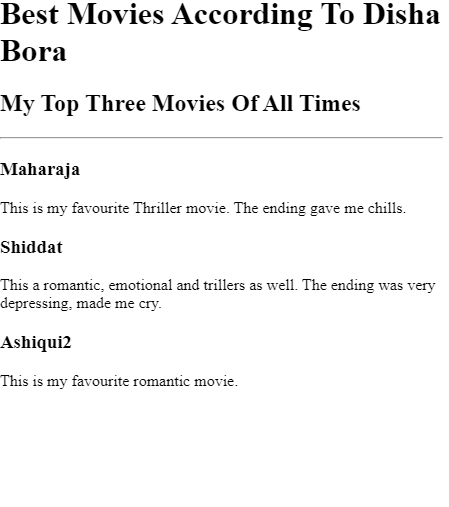 Best Movies According To Disha
Bora
My Top Three Movies Of All Times
Maharaja
This is my favourite Thriller movie. The ending gave me chills.
Shiddat
This a romantic, emotional and trillers as well. The ending was very
depressing, made me cry.
Ashiqui2
This is my favourite romantic movie.